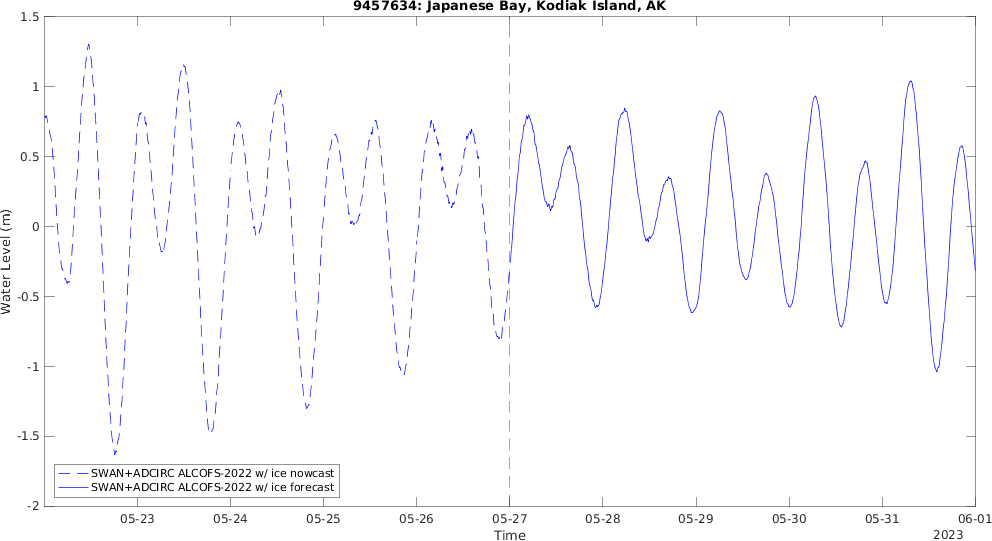 9457634: Japanese Bay, Kodiak Island, AK
1.5
1
0.5
0
-0.5
-1
-1.5
-2
Water Level (m)
SWAN+ADCIRC ALCOFS-2022 w/ ice nowcast
SWAN+ADCIRC ALCOFS-2022 w/ ice forecast
05-23 05-24 05-25 05-26 05-27 05-28 05-29 05-30 05-31 06-01
Time
2023